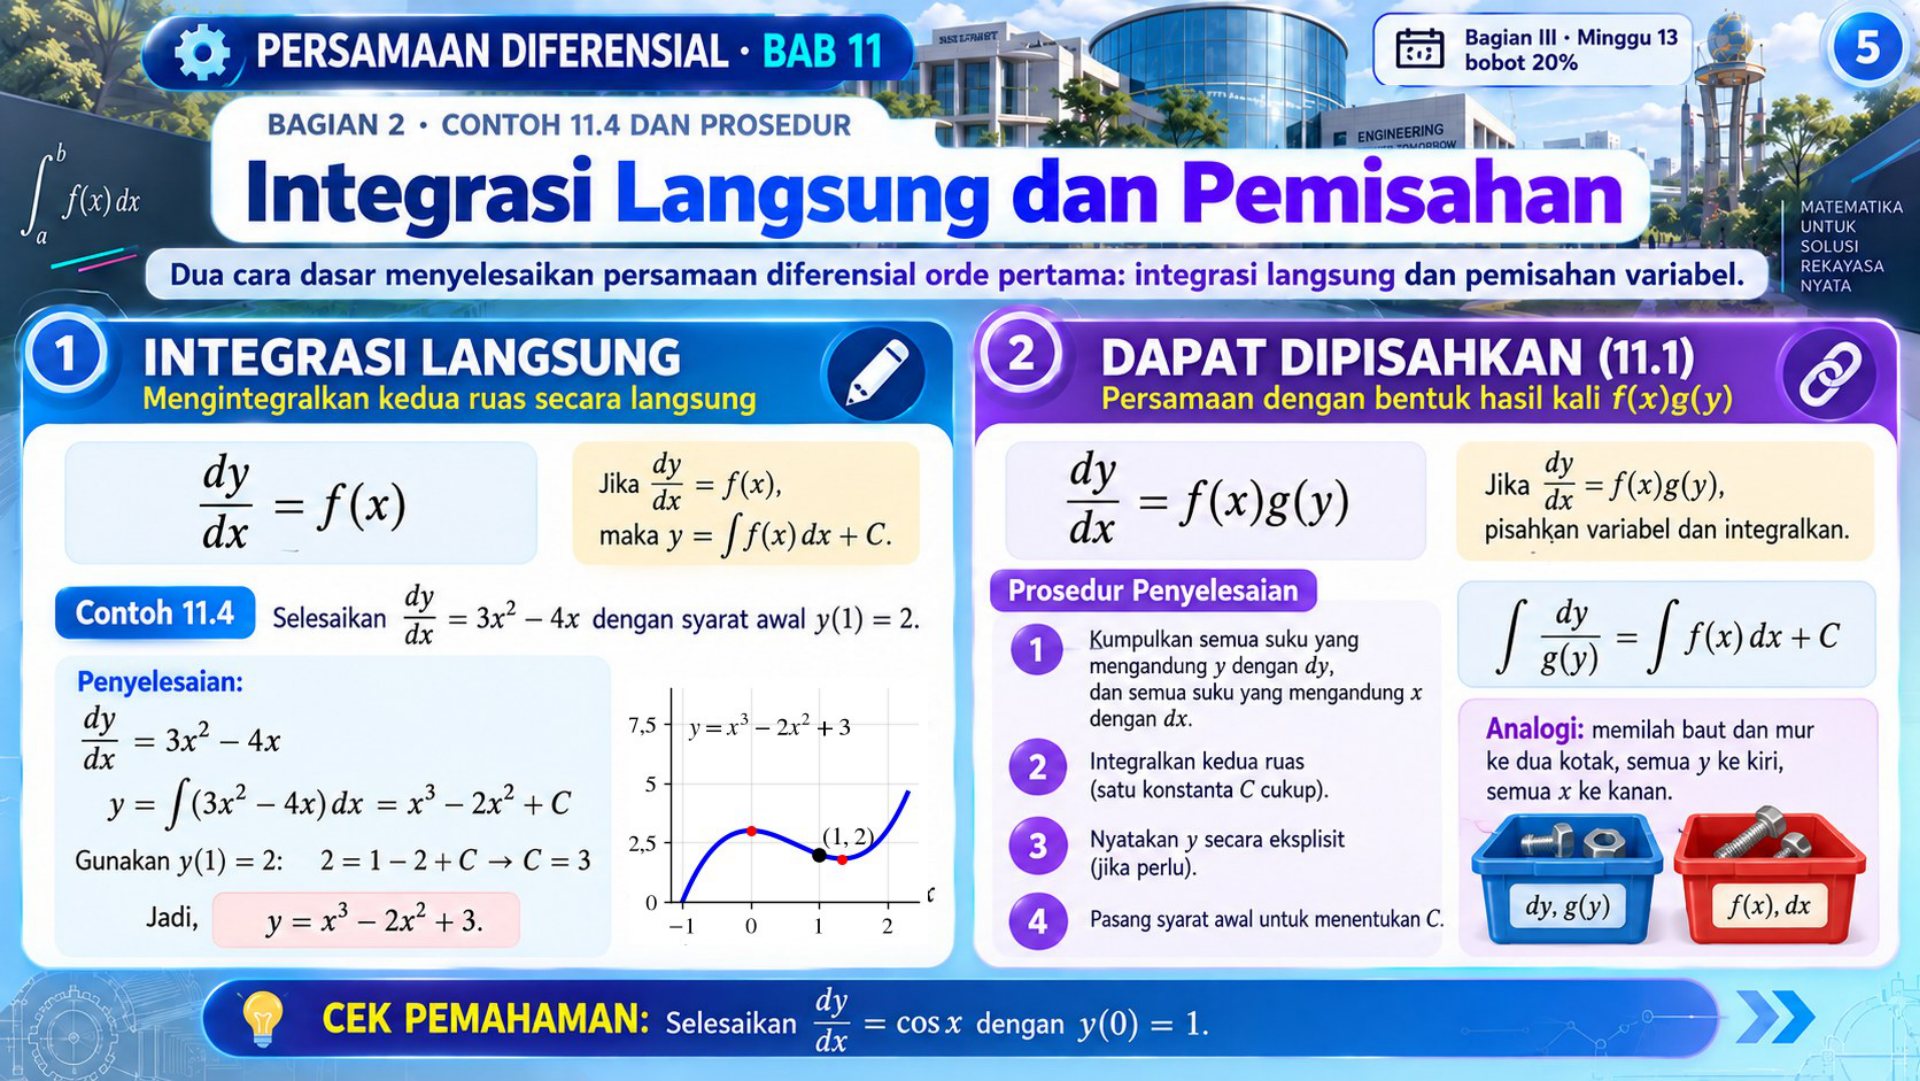 PERSAMAAN DIFERENSIAL · BAB 11
Bagian III · Minggu 13
bobot 20%
5
BAGIAN 2 · CONTOH 11.4 DAN PROSEDUR
ENGINEERING
Integrasi Langsung dan Pemisahan
∫_a^b f(x) dx
MATEMATIKA
UNTUK
SOLUSI
REKAYASA
NYATA
Dua cara dasar menyelesaikan persamaan diferensial orde pertama: integrasi langsung dan pemisahan variabel.
1
INTEGRASI LANGSUNG
Mengintegralkan kedua ruas secara langsung
dy/dx = f(x)
Jika dy/dx = f(x),
maka y = ∫ f(x) dx + C.
Contoh 11.4
Selesaikan dy/dx = 3x² − 4x dengan syarat awal y(1) = 2.
Penyelesaian:
dy/dx = 3x² − 4x
y = ∫(3x² − 4x) dx = x³ − 2x² + C
Gunakan y(1) = 2: 2 = 1 − 2 + C → C = 3
Jadi, y = x³ − 2x² + 3.
y = x³ − 2x² + 3
7,5
5
2,5
0
(1, 2)
−1 0 1 2
2
DAPAT DIPISAHKAN (11.1)
Persamaan dengan bentuk hasil kali f(x)g(y)
dy/dx = f(x)g(y)
Jika dy/dx = f(x)g(y),
pisahkan variabel dan integralkan.
Prosedur Penyelesaian
1
Kumpulkan semua suku yang
mengandung y dengan dy,
dan semua suku yang mengandung x
dengan dx.
2
Integralkan kedua ruas
(satu konstanta C cukup).
3
Nyatakan y secara eksplisit
(jika perlu).
4
Pasang syarat awal untuk menentukan C.
∫ dy/g(y) = ∫ f(x) dx + C
Analogi: memilah baut dan mur
ke dua kotak, semua y ke kiri,
semua x ke kanan.
dy, g(y)
f(x), dx
CEK PEMAHAMAN: Selesaikan dy/dx = cos x dengan y(0) = 1.